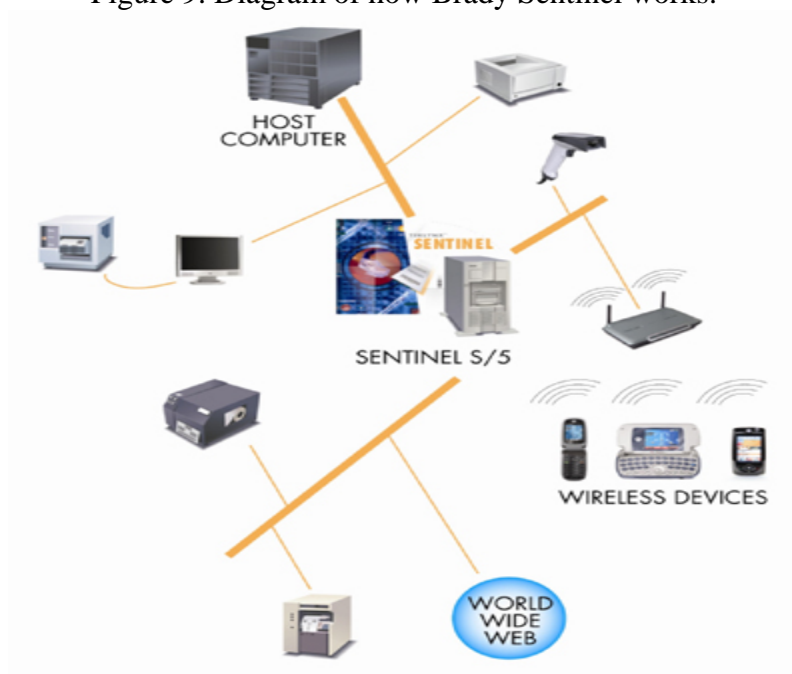 Figure 9. Diagram of how Brady Sentinel works.
HOST
COMPUTER
SENTINEL
SENTINEL S/5
WIRELESS DEVICES
WORLD
WIDE
WEB